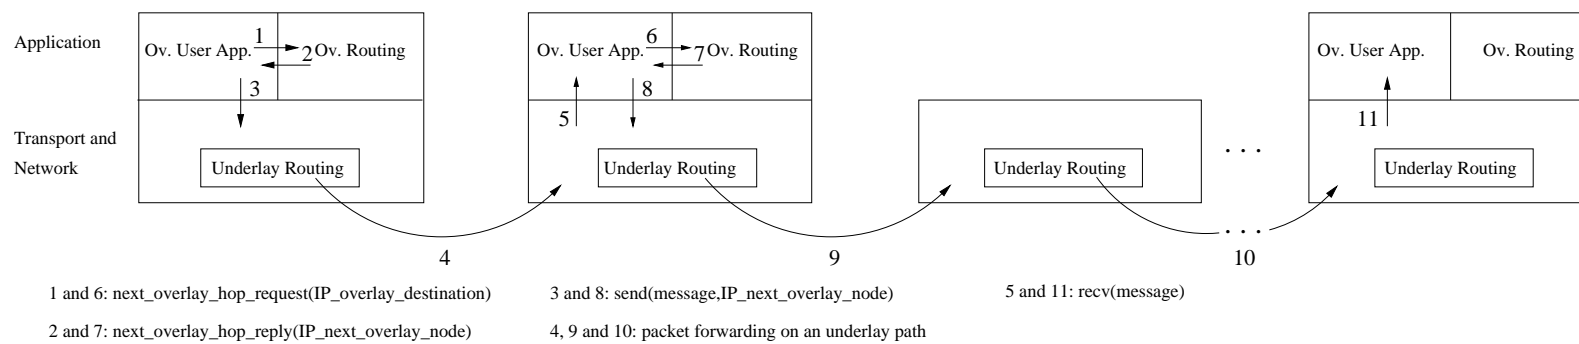 Application
Ov. User App.
1
2
Ov. Routing
3
Ov. User App.
6
7
Ov. Routing
5
8
Ov. User App.
Ov. Routing
11
Transport and
Network
Underlay Routing
Underlay Routing
Underlay Routing
. . .
Underlay Routing
4
9
. . .
10
1 and 6: next_overlay_hop_request(IP_overlay_destination)
3 and 8: send(message,IP_next_overlay_node)
5 and 11: recv(message)
2 and 7: next_overlay_hop_reply(IP_next_overlay_node)
4, 9 and 10: packet forwarding on an underlay path